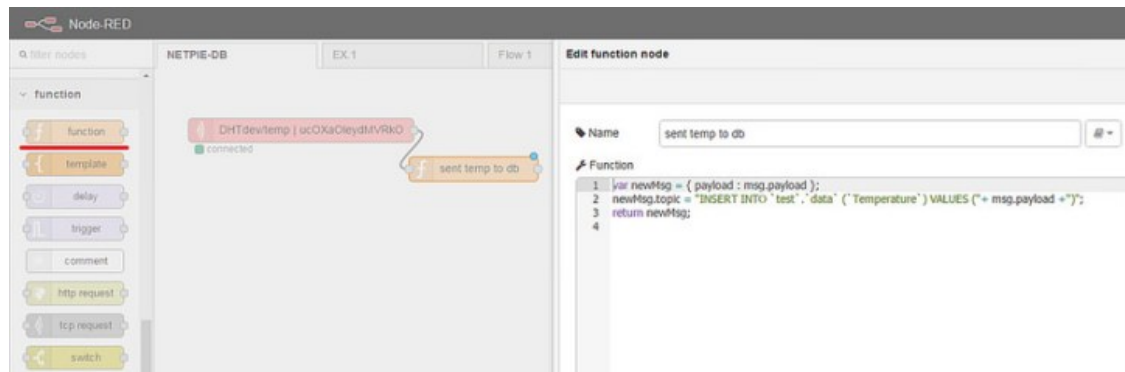 Node-RED
filter nodes
NETPIE-DB
EX.1
Flow 1
Edit function node
function
function
template
delay
trigger
comment
http request
tcp request
switch
DHTdev/temp | ucOXaOleydMVRkO
connected
sent temp to db
Name
sent temp to db
Function
1 var newMsg = { payload : msg.payload };
2 newMsg.topic = "INSERT INTO `test`.`data` (`Temperature`) VALUES ("+ msg.payload +")";
3 return newMsg;
4